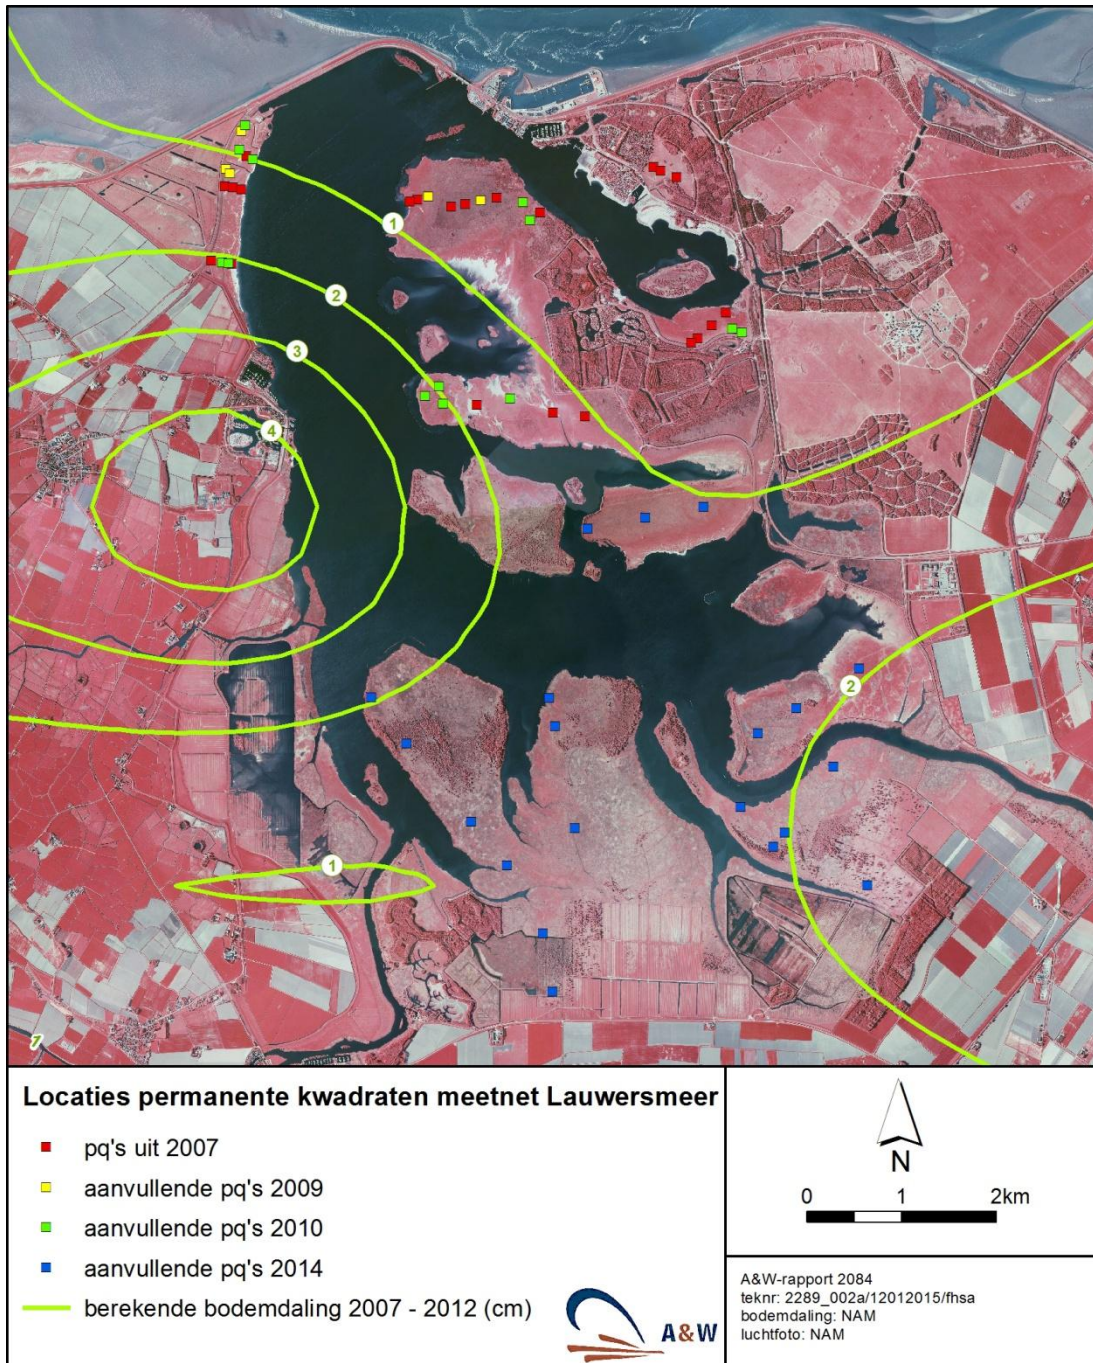 1
2
3
4
2
1
1
Locaties permanente kwadraten meetnet Lauwersmeer
pq's uit 2007
aanvullende pq's 2009
aanvullende pq's 2010
aanvullende pq's 2014
berekende bodemdaling 2007 - 2012 (cm)
A&W
N
0 1 2km
A&W-rapport 2084
teknr: 2289_002a/12012015/fhsa
bodemdaling: NAM
luchtfoto: NAM